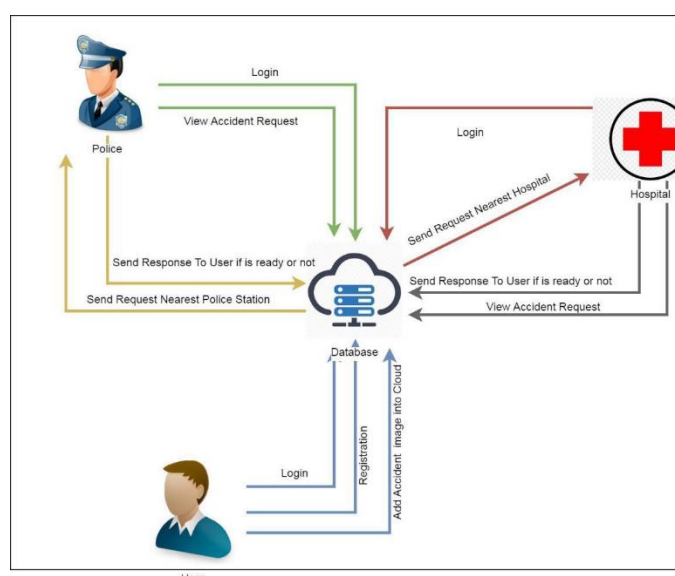 Login
View Accident Request
Police
Login
Hospital
Send Request Nearest Hospital
Send Response To User if is ready or not
Send Request Nearest Police Station
Send Response To User if is ready or not
View Accident Request
Database
Login
Registration
Add Accident image into Cloud